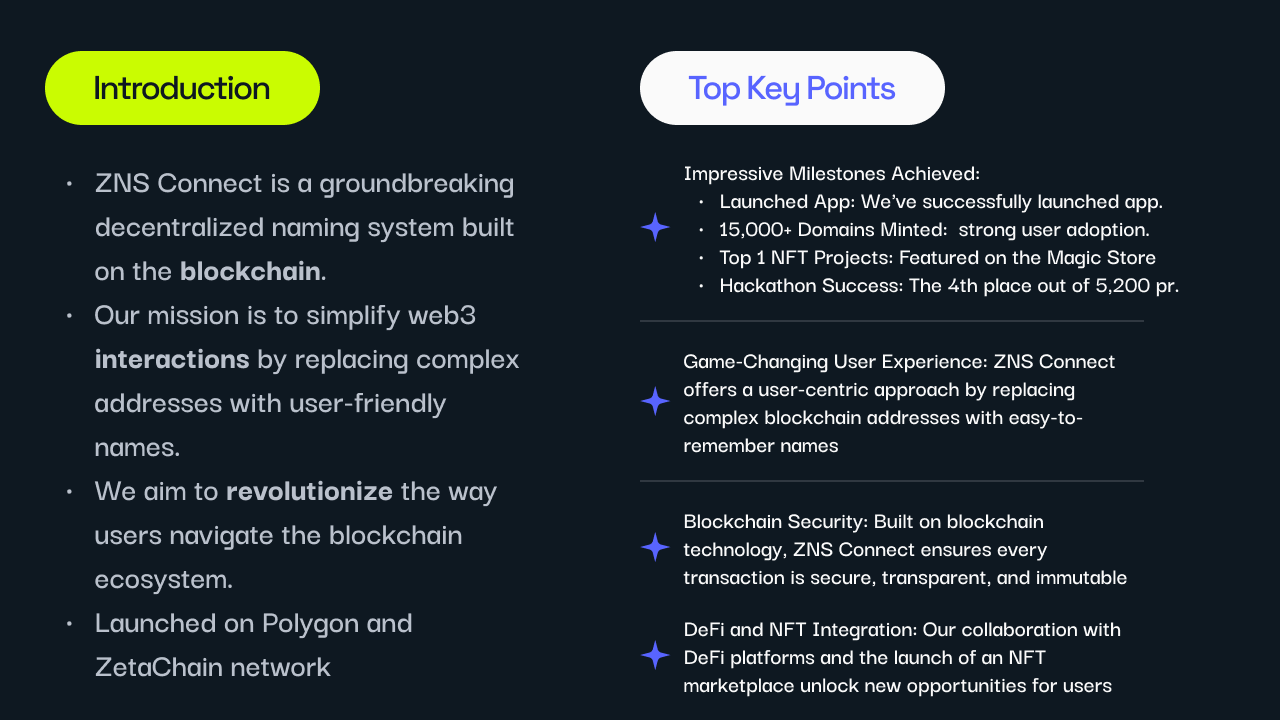 Introduction
• ZNS Connect is a groundbreaking
decentralized naming system built
on the blockchain.
• Our mission is to simplify web3
interactions by replacing complex
addresses with user-friendly
names.
• We aim to revolutionize the way
users navigate the blockchain
ecosystem.
• Launched on Polygon and
ZetaChain network
Top Key Points
Impressive Milestones Achieved:
• Launched App: We’ve successfully launched app.
• 15,000+ Domains Minted:  strong user adoption.
• Top 1 NFT Projects: Featured on the Magic Store
• Hackathon Success: The 4th place out of 5,200 pr.
Game-Changing User Experience: ZNS Connect
offers a user-centric approach by replacing
complex blockchain addresses with easy-to-
remember names
Blockchain Security: Built on blockchain
technology, ZNS Connect ensures every
transaction is secure, transparent, and immutable
DeFi and NFT Integration: Our collaboration with
DeFi platforms and the launch of an NFT
marketplace unlock new opportunities for users